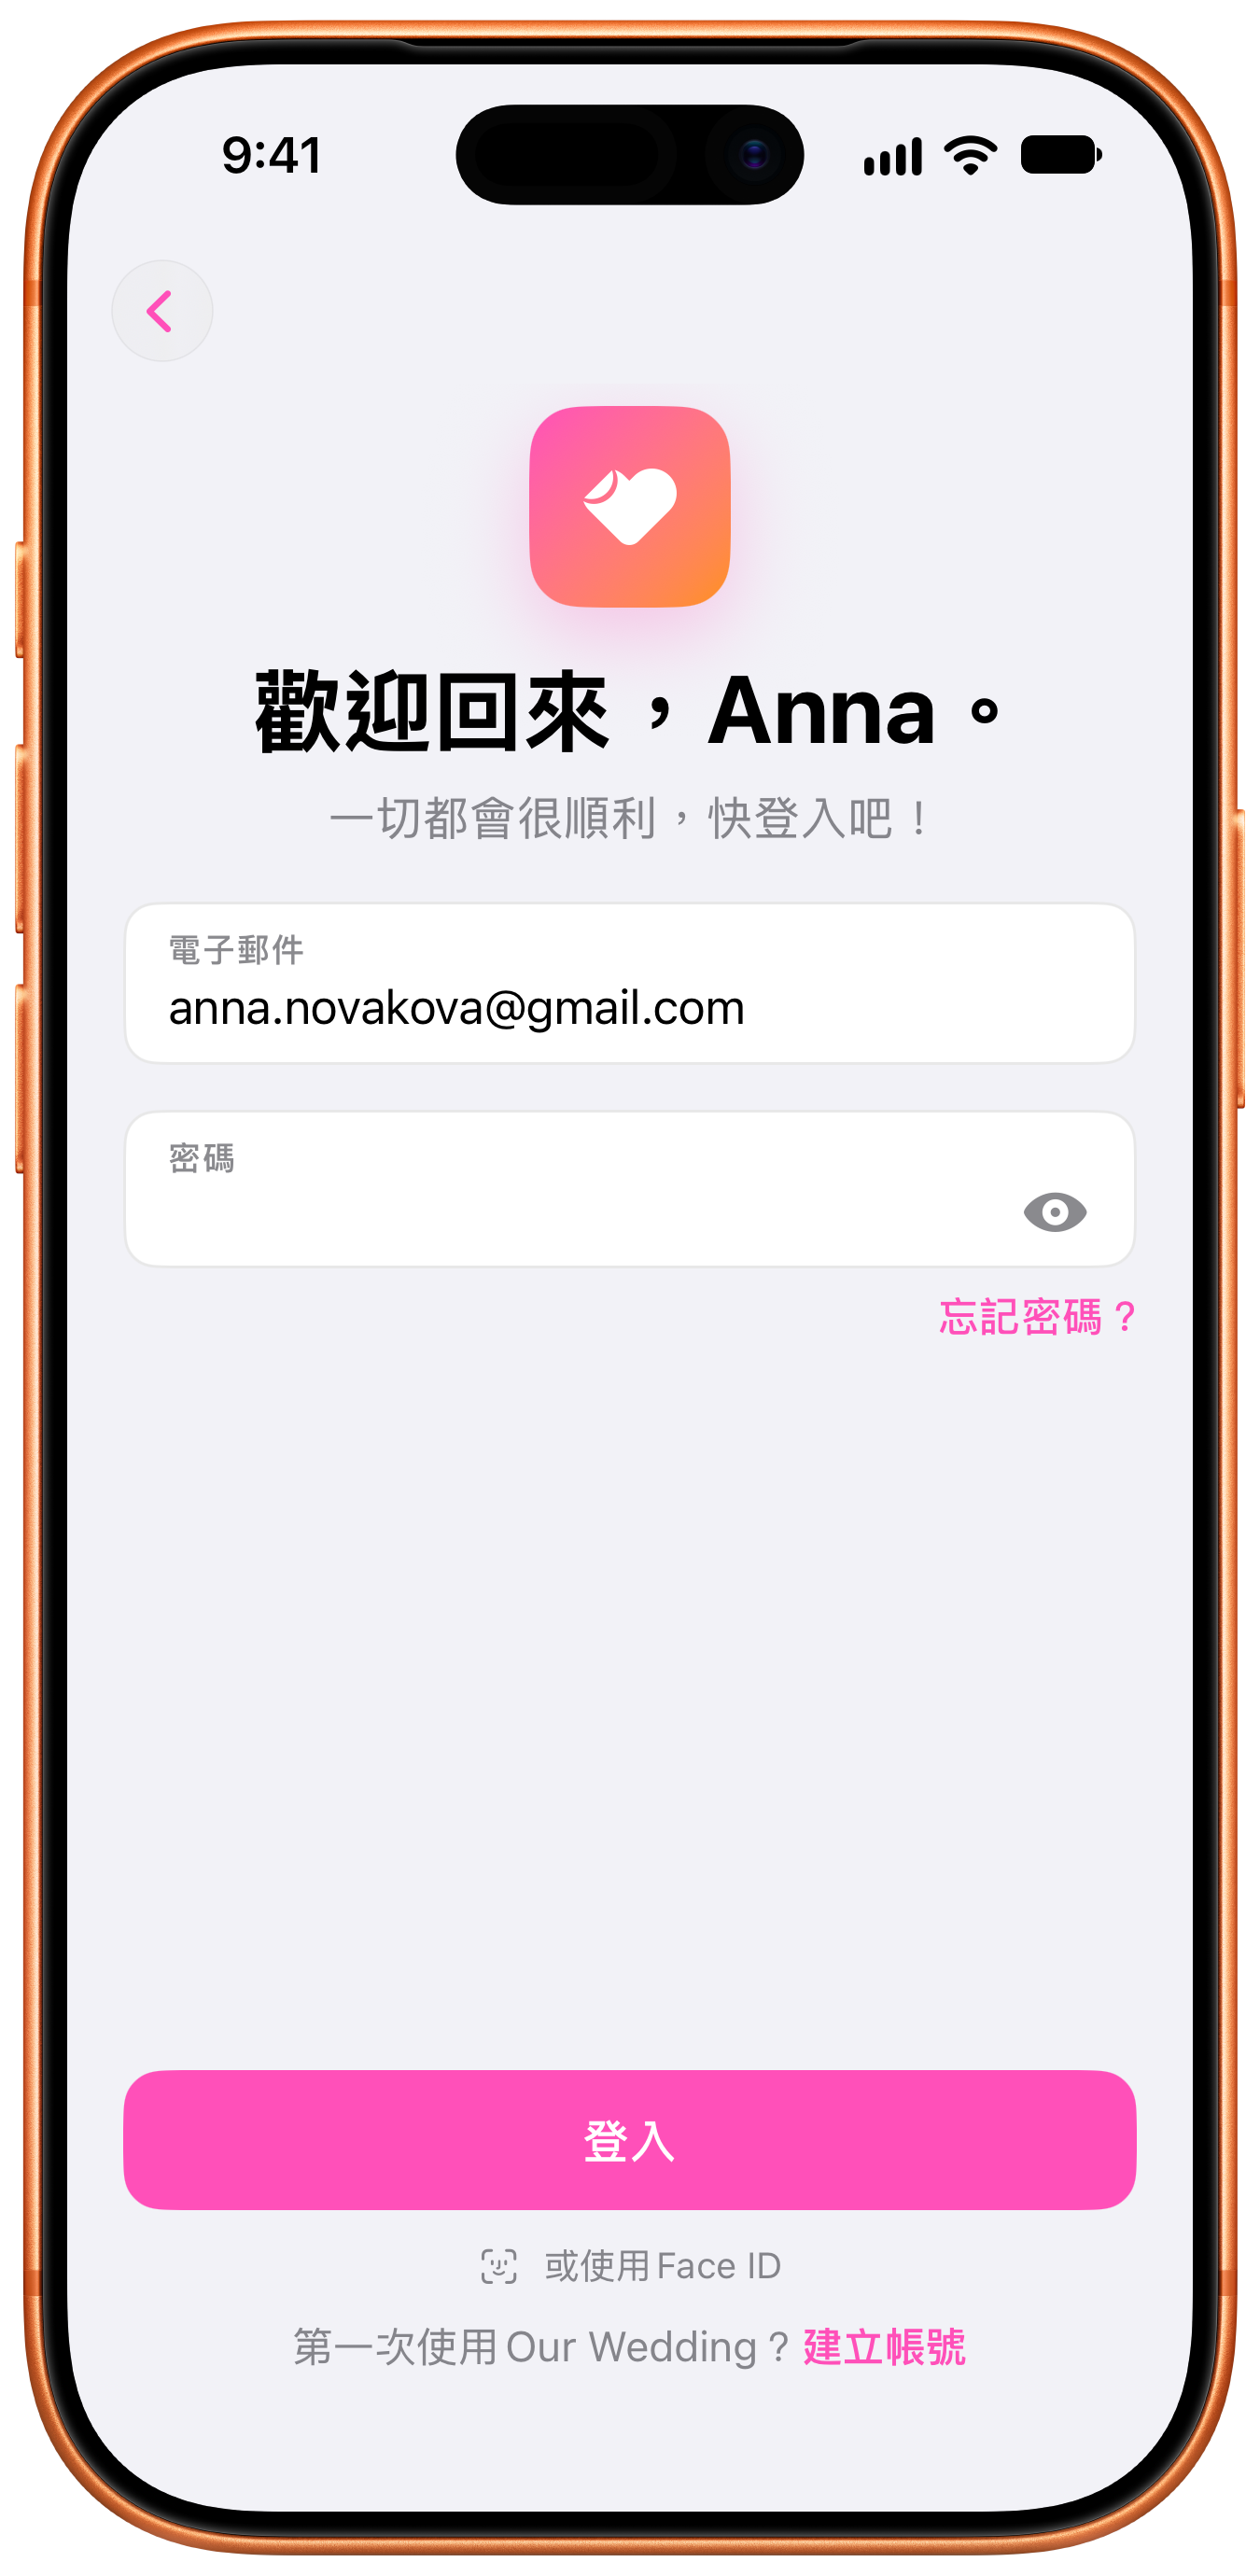 9:41
歡迎回來，Anna。
一切都會很順利，快登入吧！
電子郵件
anna.novakova@gmail.com
密碼
忘記密碼？
登入
或使用 Face ID
第一次使用 Our Wedding？建立帳號